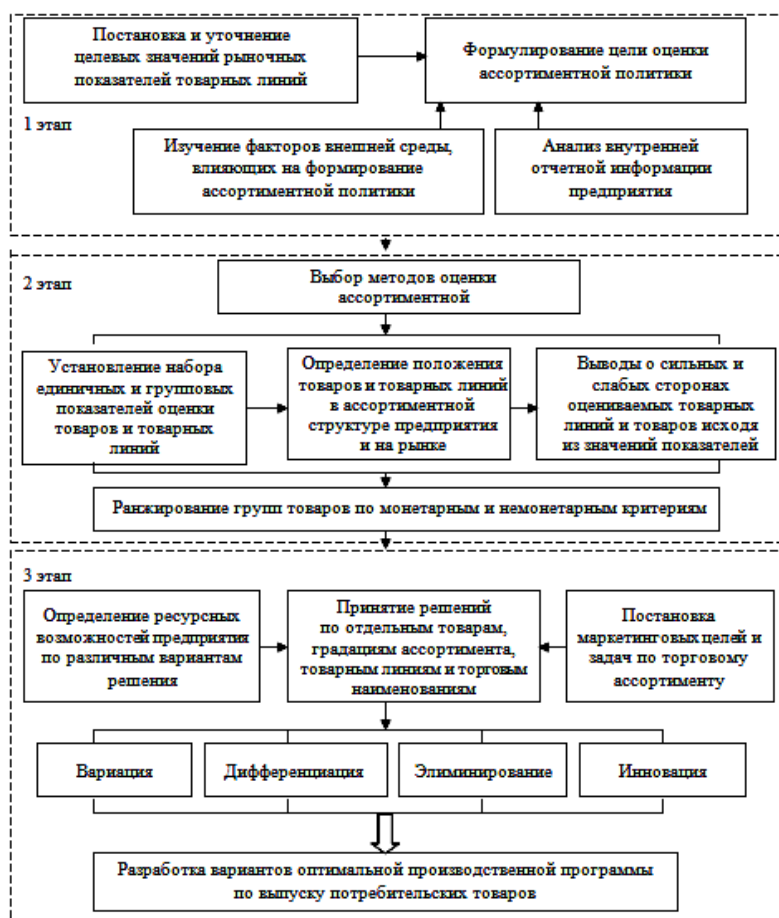 Постановка и уточнение
целевых значений рыночных
показателей товарных линий
Формулирование цели оценки
ассортиментной политики
1 этап
Изучение факторов внешней среды,
влияющих на формирование
ассортиментной политики
Анализ внутренней
отчетной информации
предприятия
2 этап
Выбор методов оценки
ассортиментной
Установление набора
единичных и групповых
показателей оценки
товаров и товарных
линий
Определение положения
товаров и товарных линий
в ассортиментной
структуре предприятия
и на рынке
Выводы о сильных и
слабых сторонах
оцениваемых товарных
линий и товаров исходя
из значений показателей
Ранжирование групп товаров по монетарным и немонетарным критериям
3 этап
Определение ресурсных
возможностей предприятия
по различным вариантам
решения
Принятие решений
по отдельным товарам,
градациям ассортимента,
товарным линиям и торговым
наименованиям
Постановка
маркетинговых целей и
задач по торговому
ассортименту
Вариация
Дифференциация
Элиминирование
Инновация
Разработка вариантов оптимальной производственной программы
по выпуску потребительских товаров